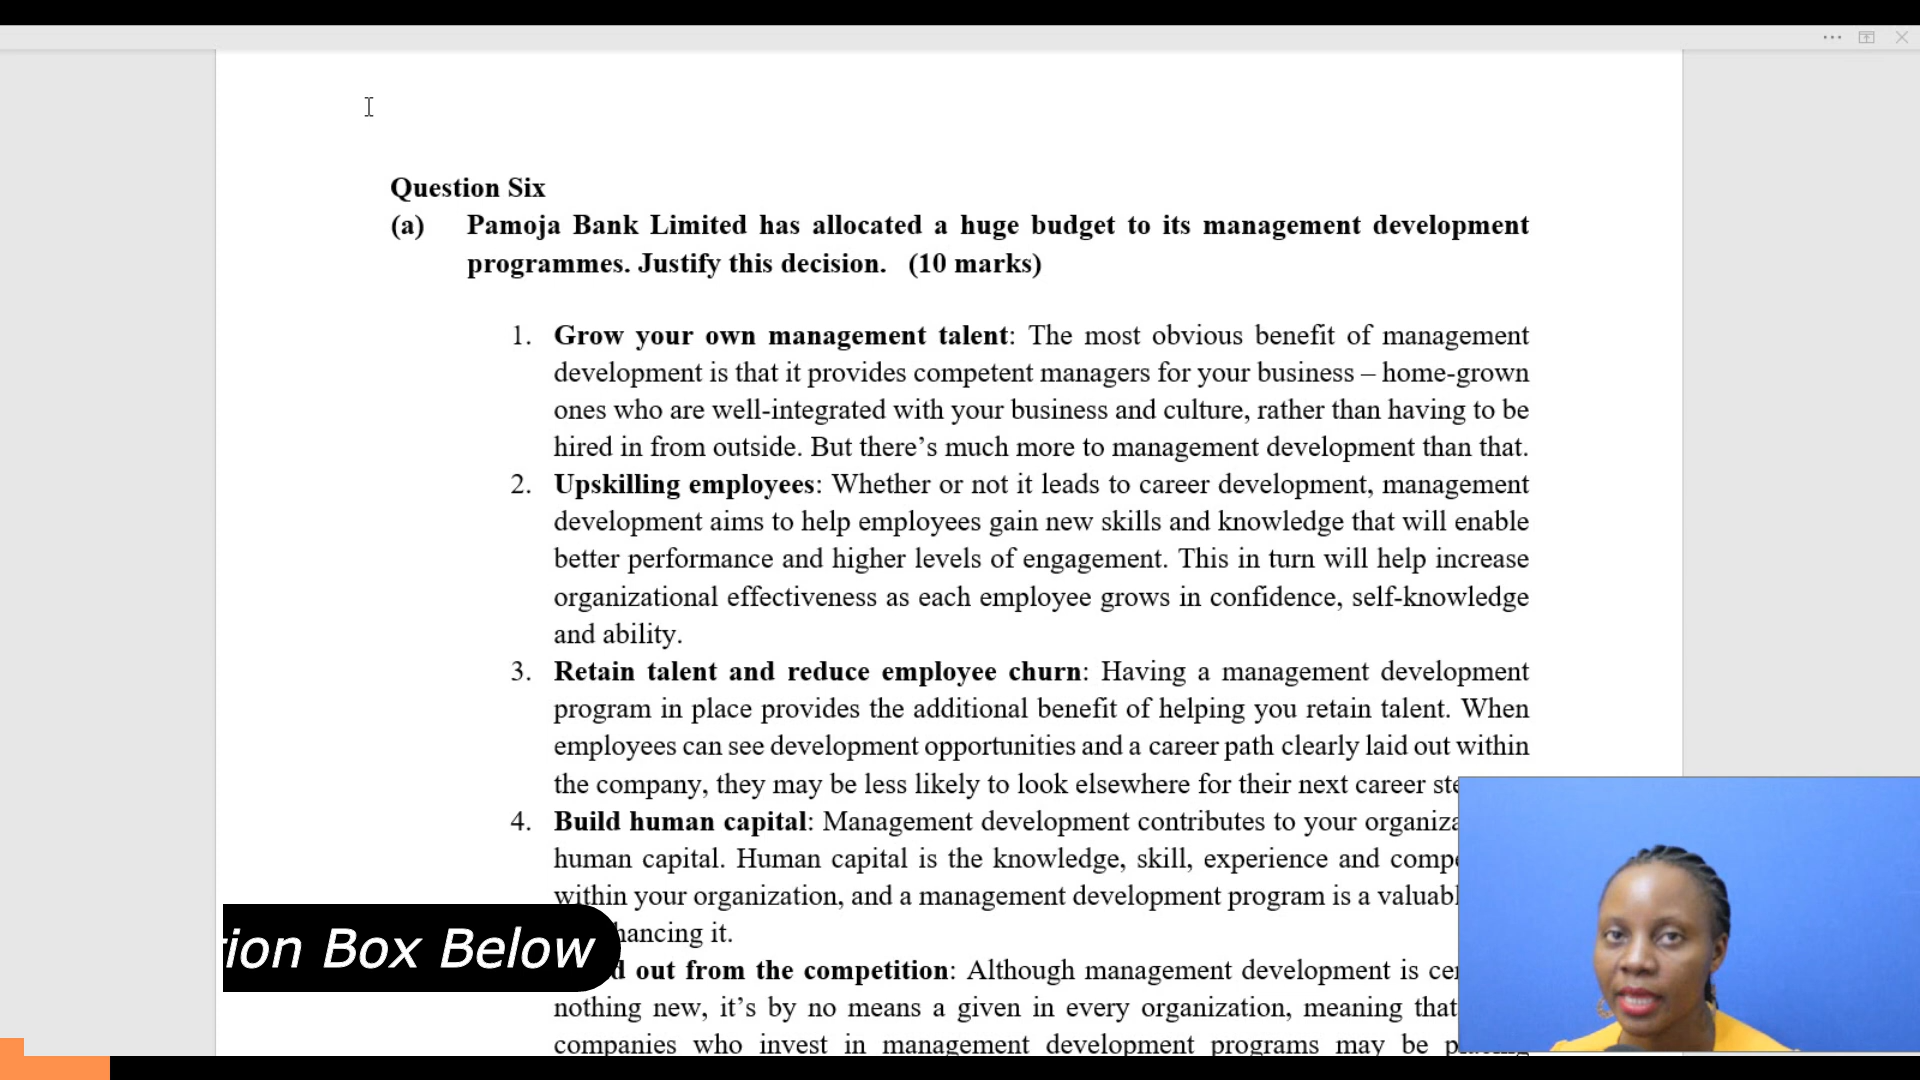 Question Six
(a) Pamoja Bank Limited has allocated a huge budget to its management development
programmes. Justify this decision. (10 marks)
1. Grow your own management talent: The most obvious benefit of management
development is that it provides competent managers for your business – home-grown
ones who are well-integrated with your business and culture, rather than having to be
hired in from outside. But there’s much more to management development than that.
2. Upskilling employees: Whether or not it leads to career development, management
development aims to help employees gain new skills and knowledge that will enable
better performance and higher levels of engagement. This in turn will help increase
organizational effectiveness as each employee grows in confidence, self-knowledge
and ability.
3. Retain talent and reduce employee churn: Having a management development
program in place provides the additional benefit of helping you retain talent. When
employees can see development opportunities and a career path clearly laid out within
the company, they may be less likely to look elsewhere for their next career
4. Build human capital: Management development contributes to your
human capital. Human capital is the knowledge, skill, experience and
within your organization, and a management development program is a
it.
out from the competition: Although management development is
nothing new, it’s by no means a given in every organization, meaning that
companies who invest in management development programs may be
Box Below